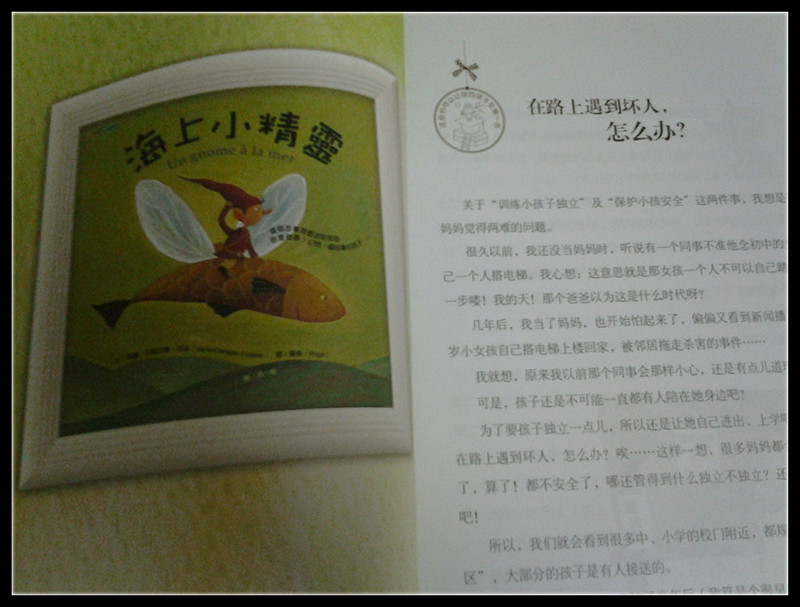 海上小精靈
Un gnome à la mer
在路上遇到坏人，
怎么办？
关于“训练小孩子独立”及“保护小孩安全”这两件事，我想是
妈妈觉得两难的问题。
很久以前，我还没当妈妈时，听说有一个同事不准他念初中的
己一个人搭电梯。我心想：这意思就是那女孩一个人不可以自己踏
一步喽！我的天！那个爸爸以为这是什么时代呀？
几年后，我当了妈妈，也开始怕起来了，偏偏又看到新闻播
岁小女孩自己搭电梯上楼回家，被邻居拖走杀害的事件……
我就想，原来我以前那个同事会那样小心，还是有点儿道理
可是，孩子还是不可能一直都有人陪在她身边吧？
为了要孩子独立一点儿，所以还是让她自己进出、上学吧
在路上遇到坏人，怎么办？唉……这样一想，很多妈妈都
了，算了！都不安全了，哪还管得到什么独立不独立？还
吧！
所以，我们就会看到很多中、小学的校门附近，都规
区”，大部分的孩子是有人接送的。